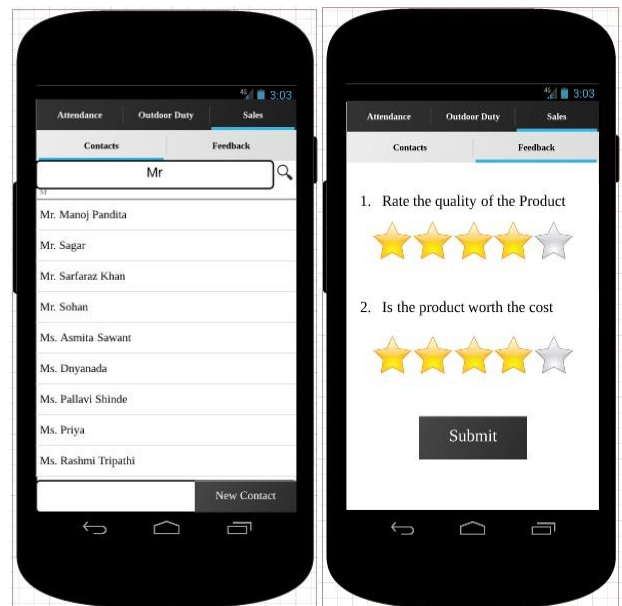 4G 3:03
Attendance Outdoor Duty Sales
Contacts Feedback
Mr
M
Mr. Manoj Pandita
Mr. Sagar
Mr. Sarfaraz Khan
Mr. Sohan
Ms. Asmita Sawant
Ms. Dnyanada
Ms. Pallavi Shinde
Ms. Priya
Ms. Rashmi Tripathi
New Contact
4G 3:03
Attendance Outdoor Duty Sales
Contacts Feedback
1. Rate the quality of the Product
2. Is the product worth the cost
Submit